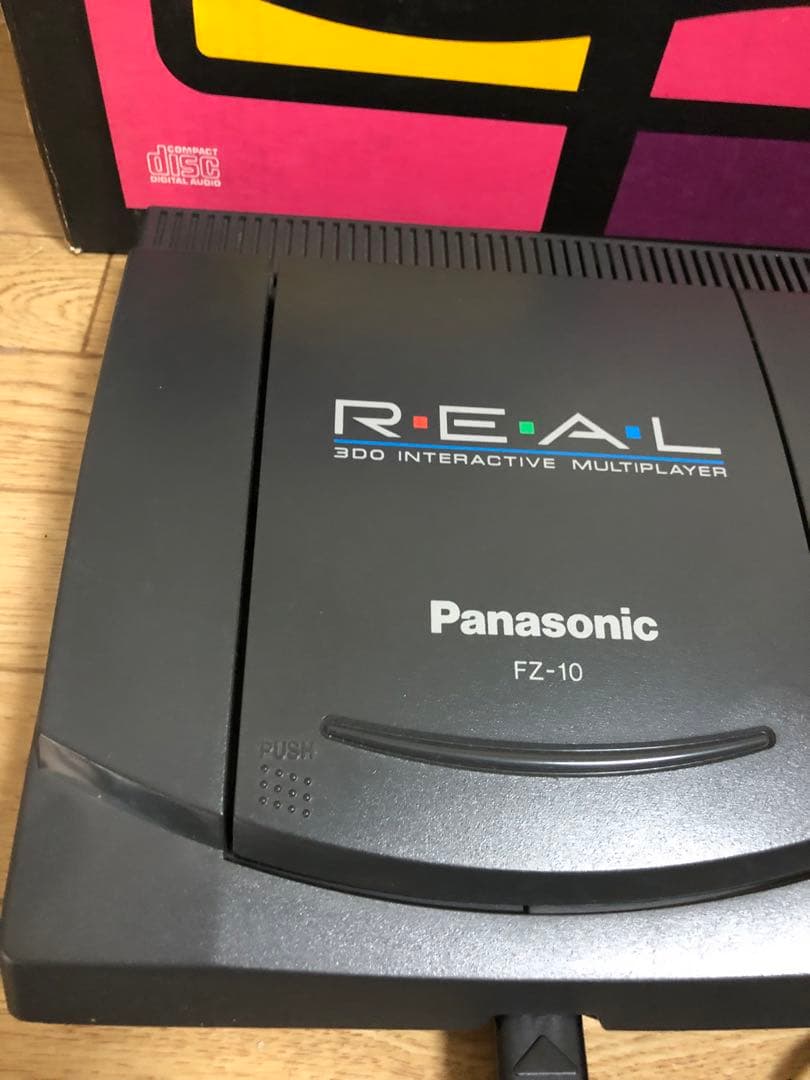 COMPACT
disc
DIGITAL AUDIO
R·E·A·L
3DO INTERACTIVE MULTIPLAYER
Panasonic
FZ-10
PUSH